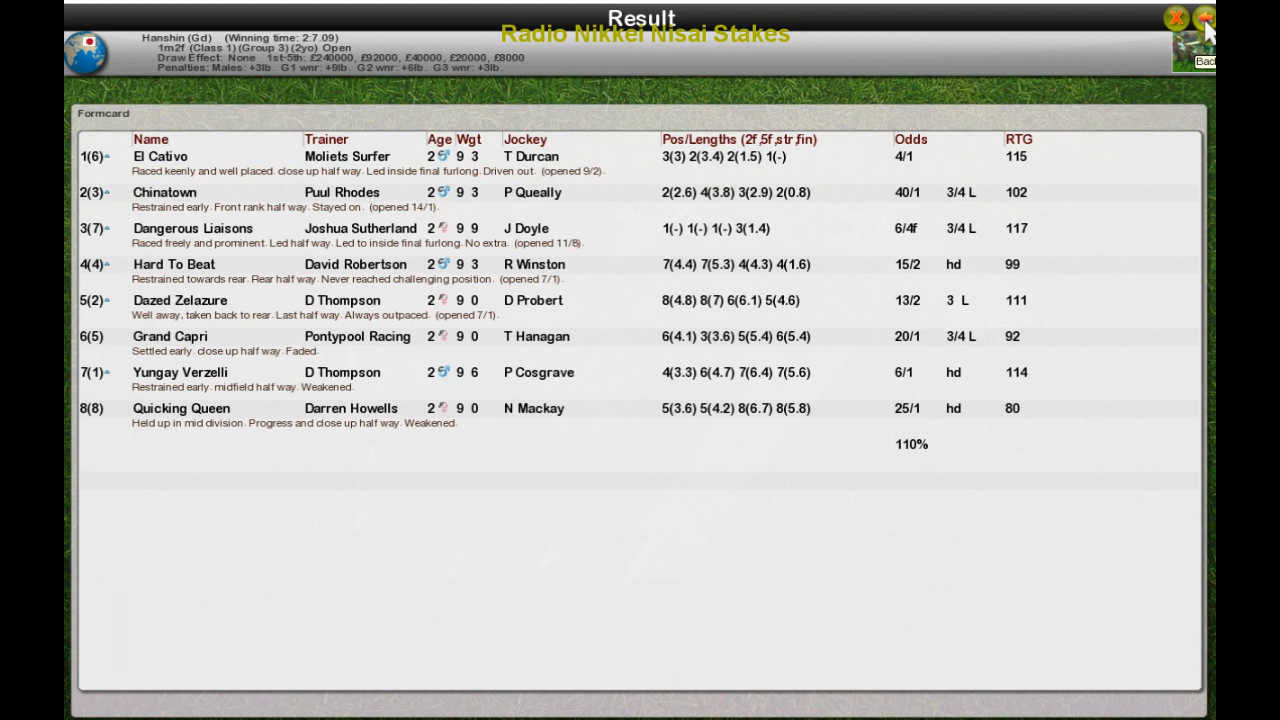 Result
Radio Nikkei Nisai Stakes
Hanshin (Gd) (Winning time: 2:7.09)
1m2f (Class 1) (Group 3) (2yo) Open
Draw Effect: None 1st-5th: £240000, £92000, £40000, £20000, £8000
Penalties: Males: +3lb. G1 wnr: +9lb. G2 wnr: +6lb. G3 wnr: +3lb.
Back
Formcard
Name Trainer Age Wgt Jockey Pos/Lengths (2f,5f,str,fin) Odds RTG
1(6) El Cativo Moliets Surfer 2 9 3 T Durcan 3(3) 2(3.4) 2(1.5) 1(-) 4/1 115
Raced keenly and well placed. close up half way. Led inside final furlong. Driven out. (opened 9/2).
2(3) Chinatown Puul Rhodes 2 9 3 P Queally 2(2.6) 4(3.8) 3(2.9) 2(0.8) 40/1 3/4 L 102
Restrained early. Front rank half way. Stayed on. (opened 14/1).
3(7) Dangerous Liaisons Joshua Sutherland 2 9 9 J Doyle 1(-) 1(-) 1(-) 3(1.4) 6/4f 3/4 L 117
Raced freely and prominent. Led half way. Led to inside final furlong. No extra. (opened 11/8).
4(4) Hard To Beat David Robertson 2 9 3 R Winston 7(4.4) 7(5.3) 4(4.3) 4(1.6) 15/2 hd 99
Restrained towards rear. Rear half way. Never reached challenging position. (opened 7/1).
5(2) Dazed Zelazure D Thompson 2 9 0 D Probert 8(4.8) 8(7) 6(6.1) 5(4.6) 13/2 3 L 111
Well away, taken back to rear. Last half way. Always outpaced. (opened 7/1).
6(5) Grand Capri Pontypool Racing 2 9 0 T Hanagan 6(4.1) 3(3.6) 5(5.4) 6(5.4) 20/1 3/4 L 92
Settled early. close up half way. Faded.
7(1) Yungay Verzelli D Thompson 2 9 6 P Cosgrave 4(3.3) 6(4.7) 7(6.4) 7(5.6) 6/1 hd 114
Restrained early. midfield half way. Weakened.
8(8) Quicking Queen Darren Howells 2 9 0 N Mackay 5(3.6) 5(4.2) 8(6.7) 8(5.8) 25/1 hd 80
Held up in mid division. Progress and close up half way. Weakened.
110%